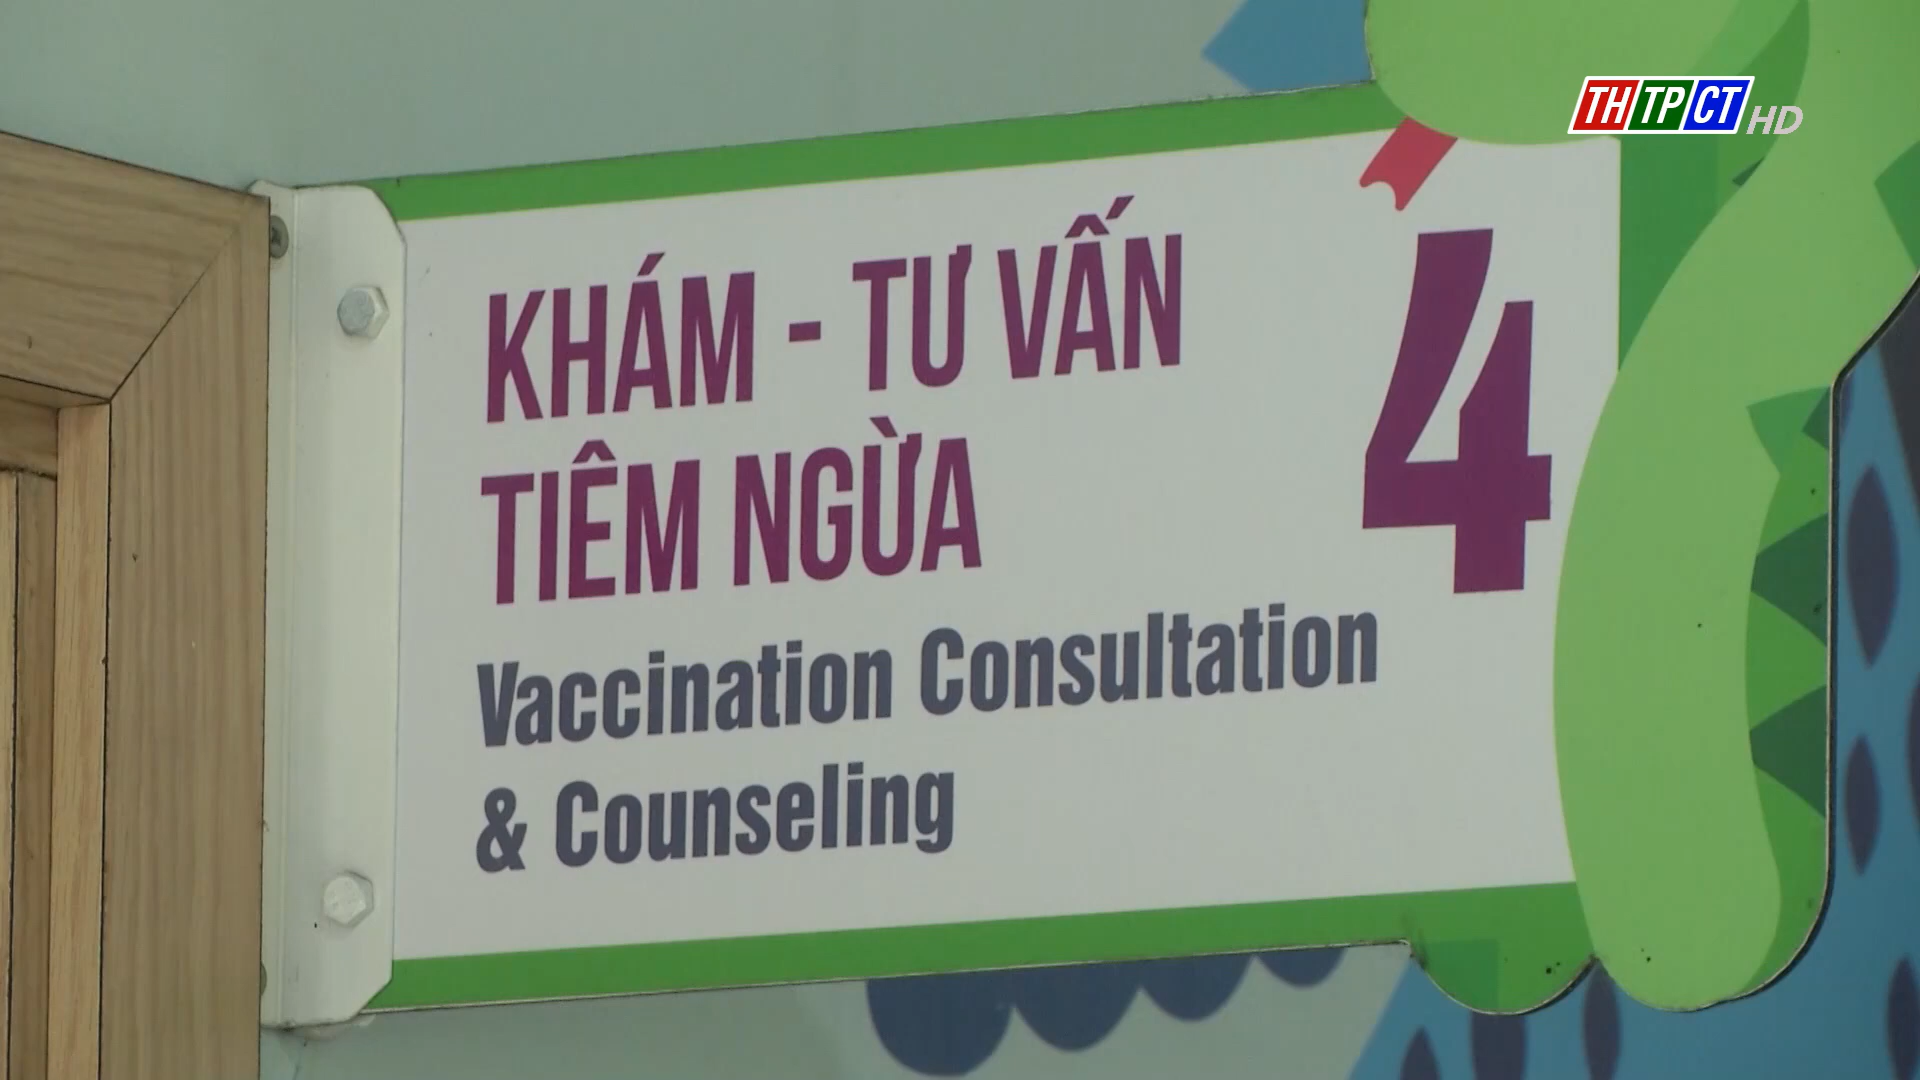 THTPCT HD
KHÁM - TƯ VẤN
TIÊM NGỪA
4
Vaccination Consultation
& Counseling